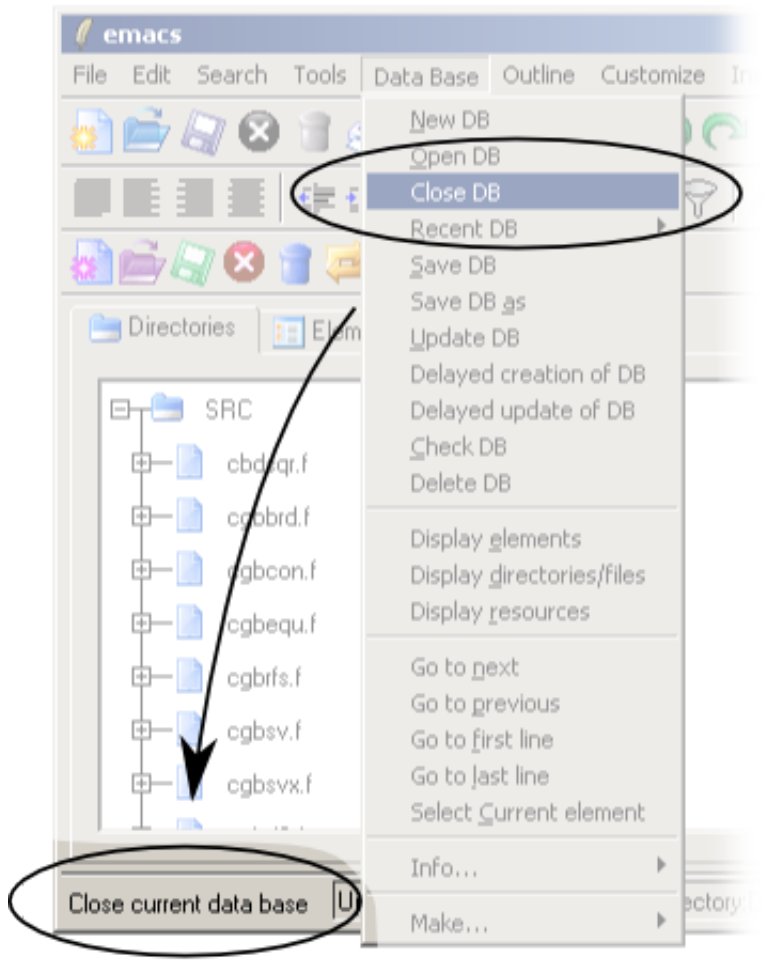 emacs
File Edit Search Tools Data Base Outline Customize
New DB
Open DB
Close DB
Recent DB
Save DB
Save DB as
Update DB
Delayed creation of DB
Delayed update of DB
Check DB
Delete DB
Display elements
Display directories/files
Display resources
Go to next
Go to previous
Go to first line
Go to last line
Select Current element
Info...
Make...
Directories
SRC
cbdsqr.f
cgbbrd.f
cgbcon.f
cgbequ.f
cgbrfs.f
cgbsv.f
cgbsvx.f
Close current data base U ectory: